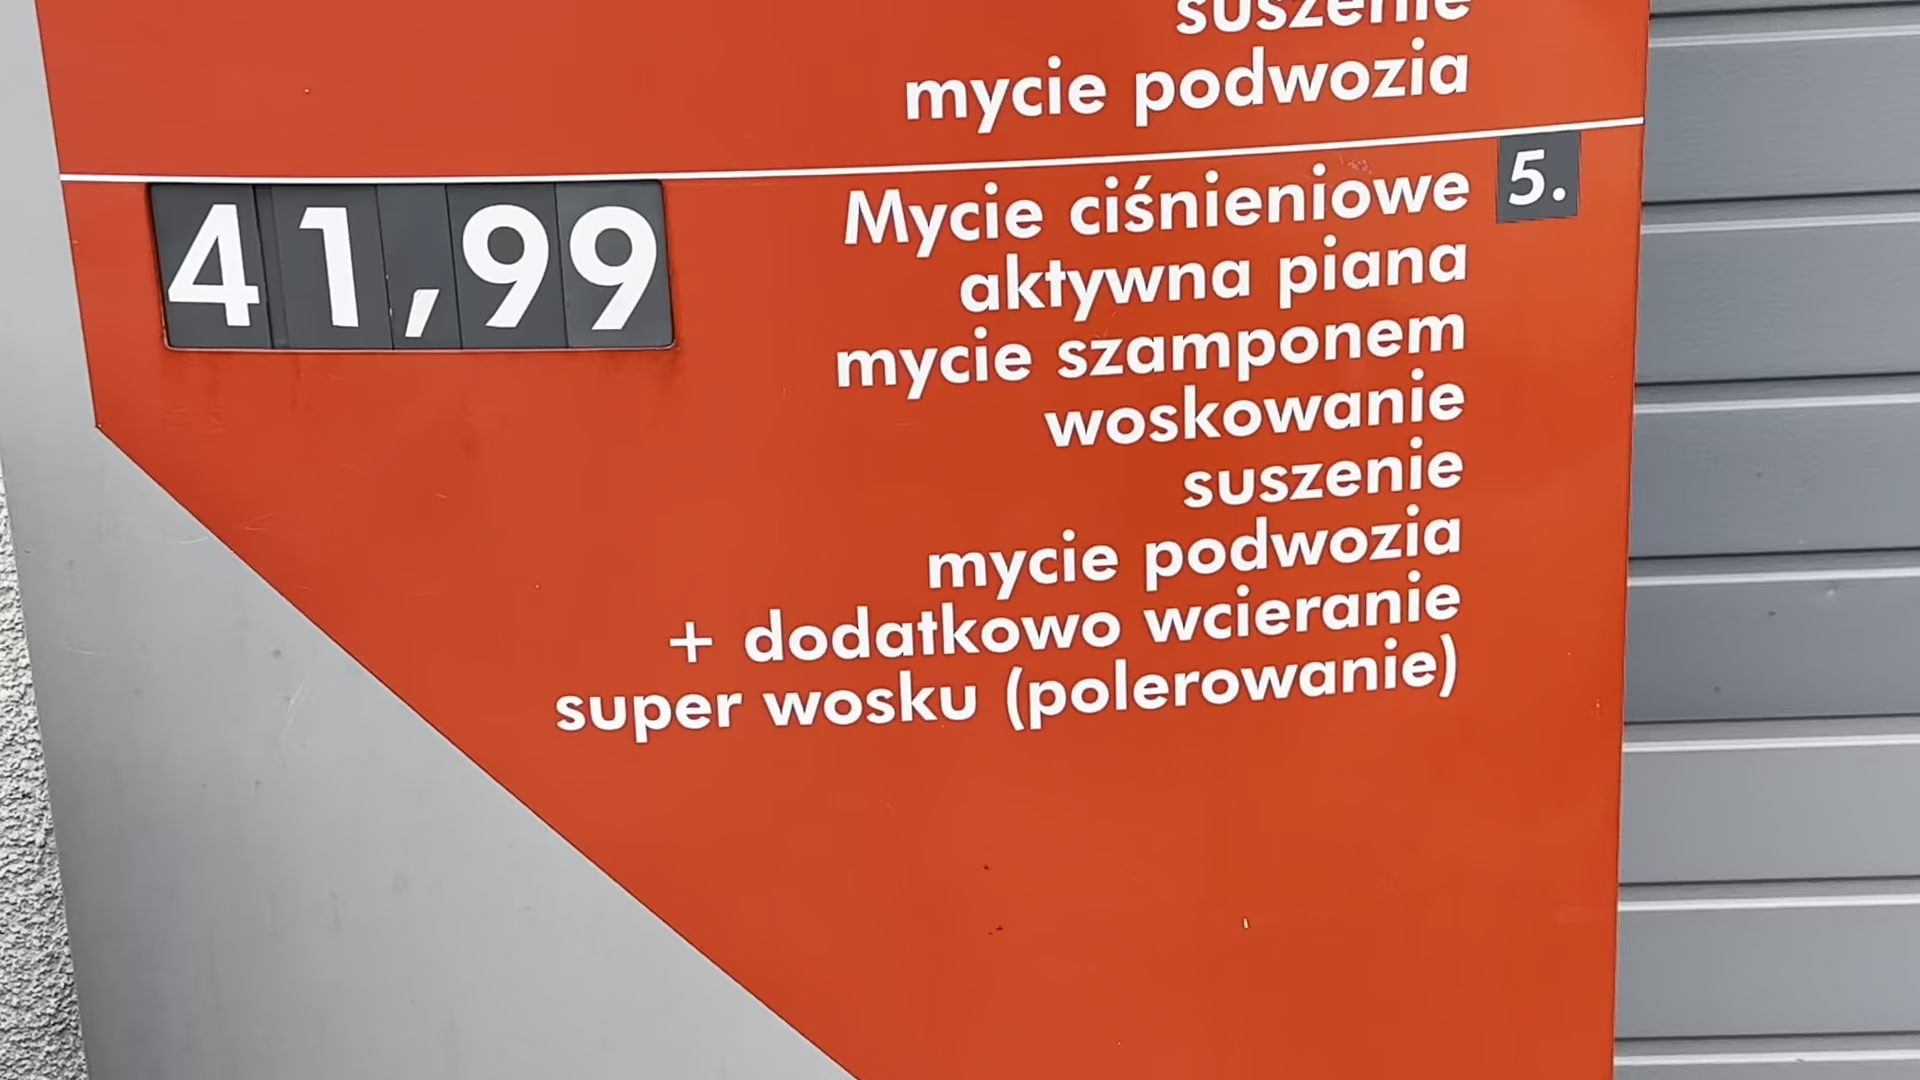 suszenie
mycie podwozia
41,99
Mycie ciśnieniowe 5.
aktywna piana
mycie szamponem
woskowanie
suszenie
mycie podwozia
+ dodatkowo wcieranie
super wosku (polerowanie)